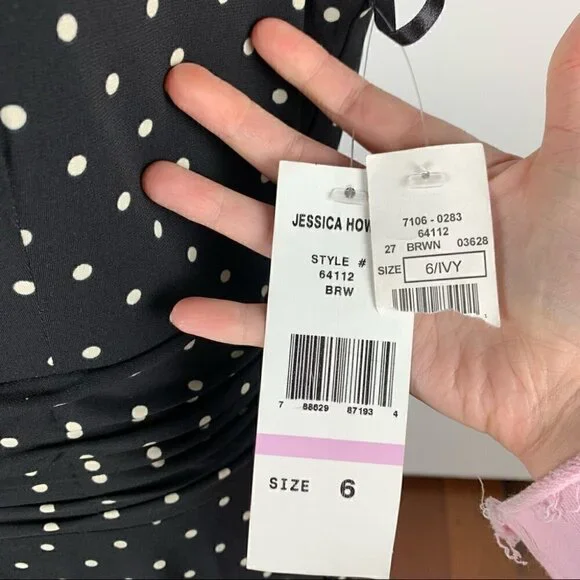 JESSICA HOW
STYLE #
64112
BRW
7 88629 87193 4
SIZE 6
7106 - 0283
64112
27 BRWN 03628
SIZE 6/IVY
1